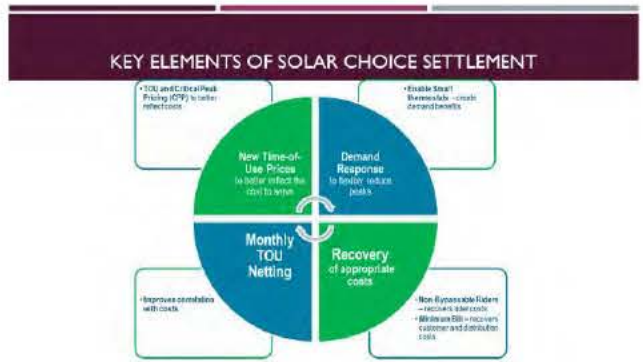 KEY ELEMENTS OF SOLAR CHOICE SETTLEMENT
• TOU and Critical Peak
Pricing (CPP) to better
reflect costs
• Enable Smart
thermostats – create
demand benefits
New Time-of-
Use Prices
to better reflect the
cost to serve
Demand
Response
to further reduce
peaks
Monthly
TOU
Netting
Recovery
of appropriate
costs
• Improves correlation
with costs
• Non-Bypassable Riders
– recovers rider costs
• Minimum Bill – recovers
customer and distribution
costs